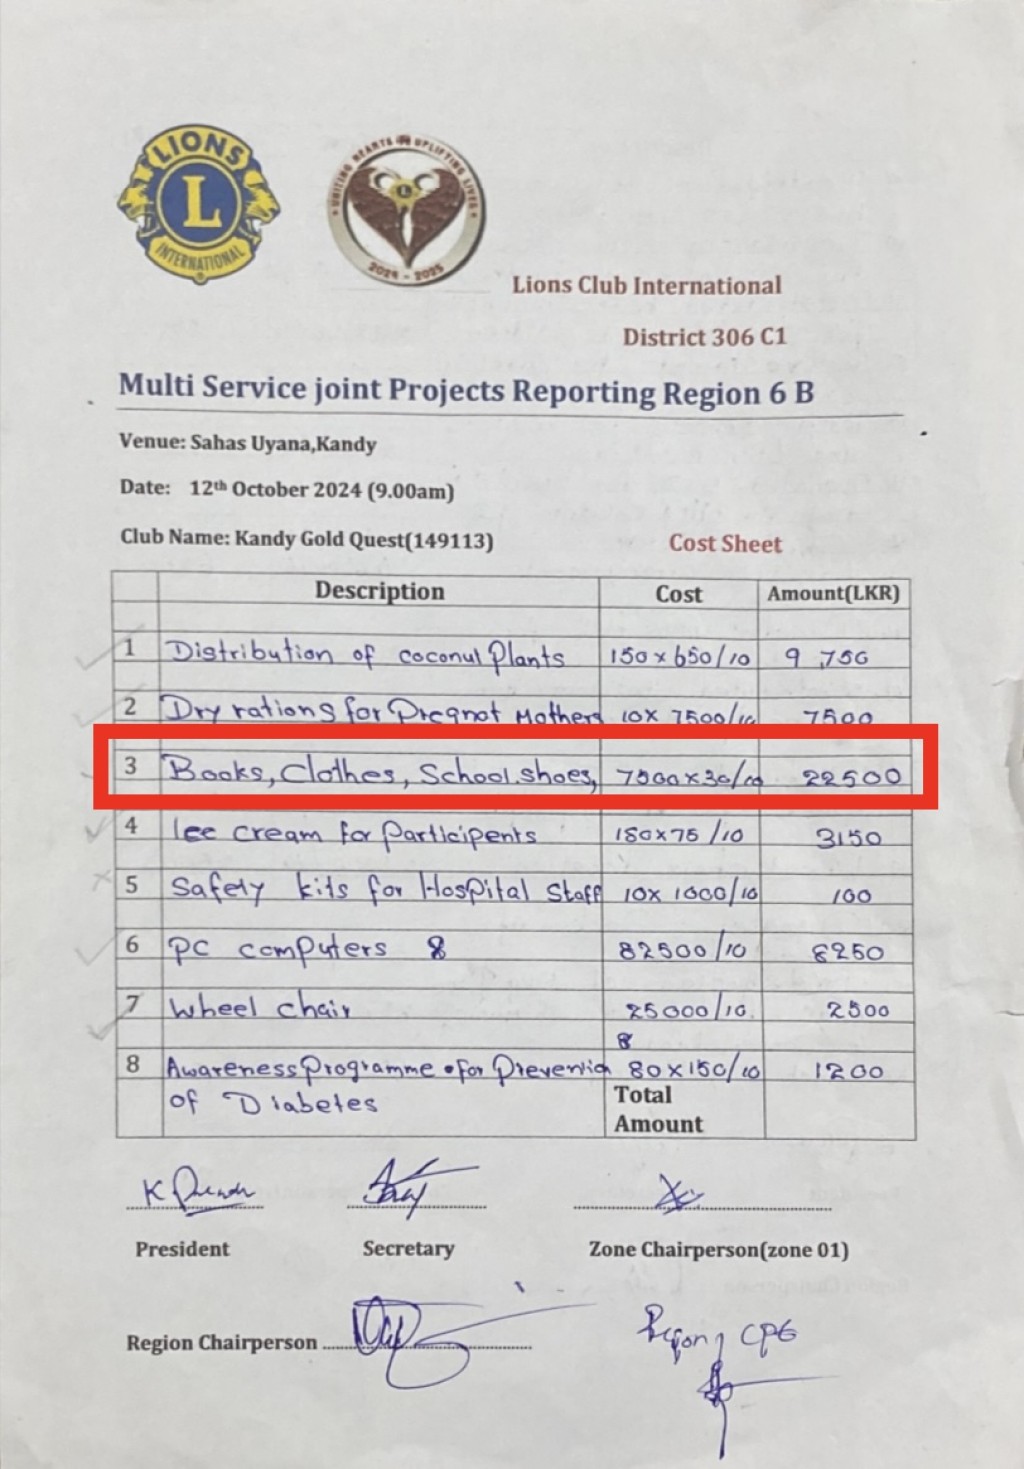 LIONS
L
INTERNATIONAL
UNITING HEARTS UPLIFTING LIVES
L
2024 - 2025
Lions Club International
District 306 C1
Multi Service joint Projects Reporting Region 6 B
Venue: Sahas Uyana,Kandy
Date: 12th October 2024 (9.00am)
Club Name: Kandy Gold Quest(149113)
Cost Sheet
Description Cost Amount(LKR)
1 Distribution of coconut Plants 150 x 650/10 9,750
2 Dry rations for Pregnot Mothers 10x 7500/10 7500
3 Books, Clothes, School shoes, 7500x30/10 22500
4 Ice cream for participents 150x75 /10 3150
5 Safety kits for Hospital Staff 10x 1000/10 100
6 PC computers 8 82500/10 8250
7 Wheel chair 25000/10 2500
8
8 Awareness Programme for Prevention 80x150/10 1200
of Diabetes
Total
Amount
K
President Secretary Zone Chairperson(zone 01)
Region Chairperson